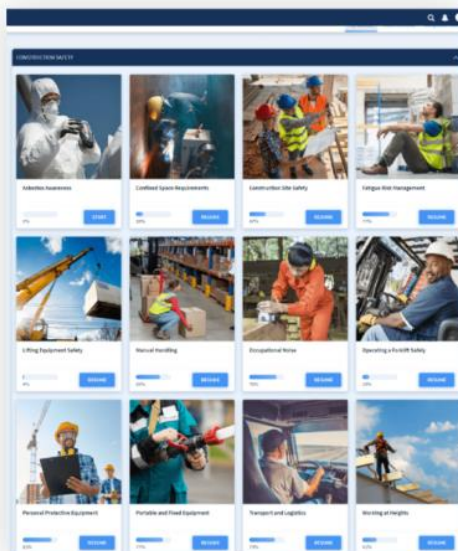 CONSTRUCTION SAFETY
Asbestos Awareness
Confined Space Requirements
Construction Site Safety
Fatigue Risk Management
0%
START
RESUME
RESUME
RESUME
Lifting Equipment Safety
Manual Handling
Occupational Noise
Operating a Forklift Safely
RESUME
RESUME
RESUME
RESUME
Personal Protective Equipment
Portable and Fixed Equipment
Transport and Logistics
Working at Heights
RESUME
RESUME
RESUME
RESUME